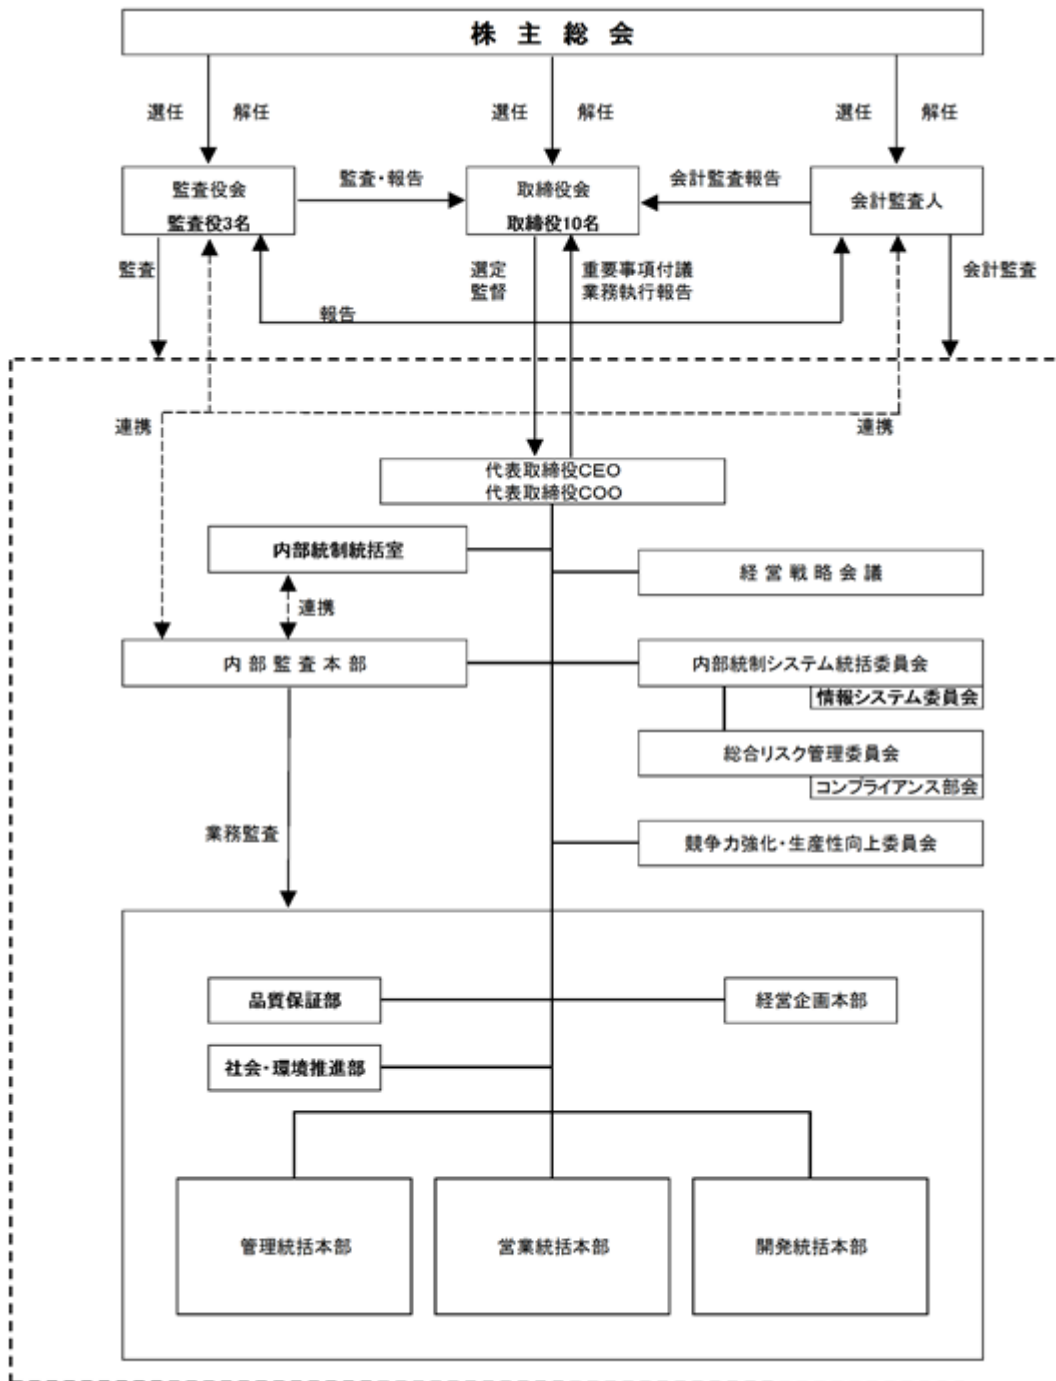 株主総会
選任
解任
選任
解任
選任
解任
監査役会
監査役3名
監査・報告
取締役会
取締役10名
会計監査報告
会計監査人
監査
選定
監督
重要事項付議
業務執行報告
会計監査
報告
連携
連携
代表取締役CEO
代表取締役COO
内部統制統括室
経営戦略会議
連携
内部監査本部
内部統制システム統括委員会
情報システム委員会
総合リスク管理委員会
コンプライアンス部会
業務監査
競争力強化・生産性向上委員会
品質保証部
経営企画本部
社会・環境推進部
管理統括本部
営業統括本部
開発統括本部